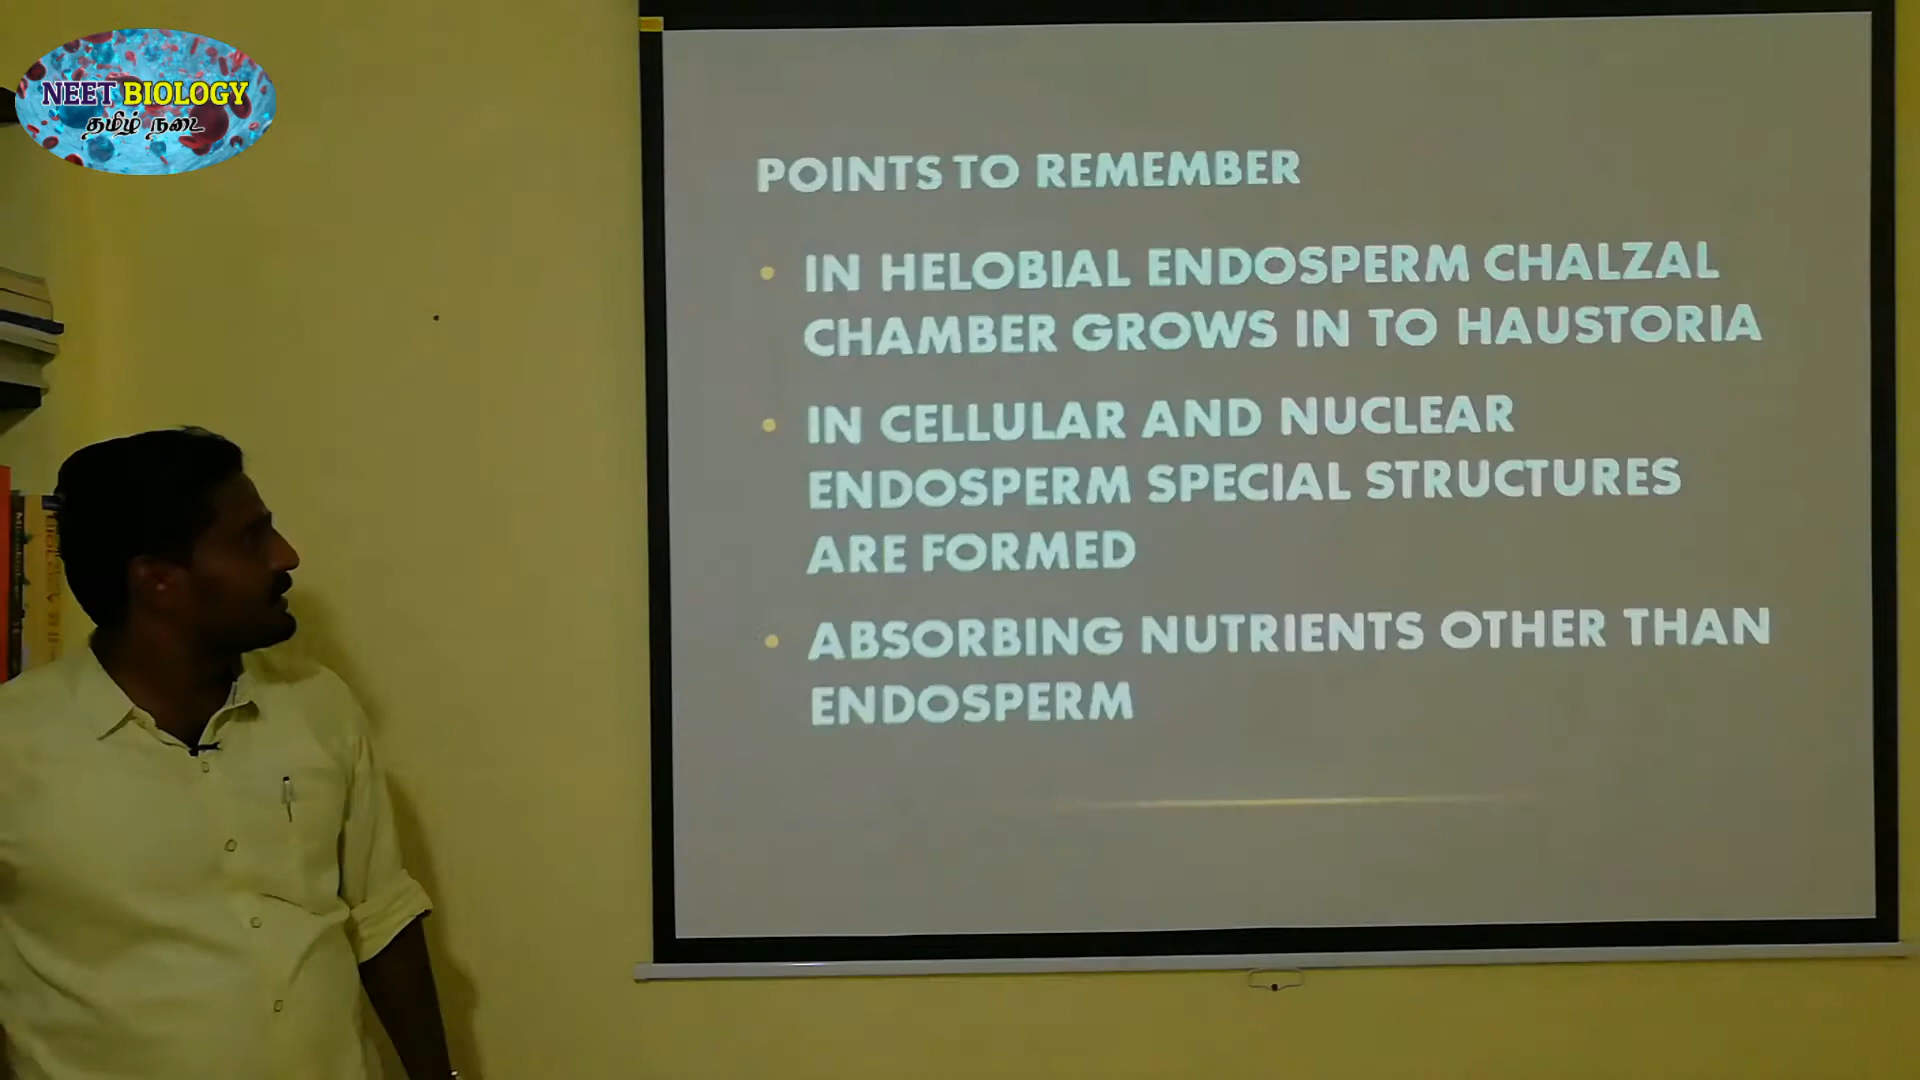 NEET BIOLOGY
தமிழ் நடை
POINTS TO REMEMBER
• IN HELOBIAL ENDOSPERM CHALZAL
CHAMBER GROWS IN TO HAUSTORIA
• IN CELLULAR AND NUCLEAR
ENDOSPERM SPECIAL STRUCTURES
ARE FORMED
• ABSORBING NUTRIENTS OTHER THAN
ENDOSPERM